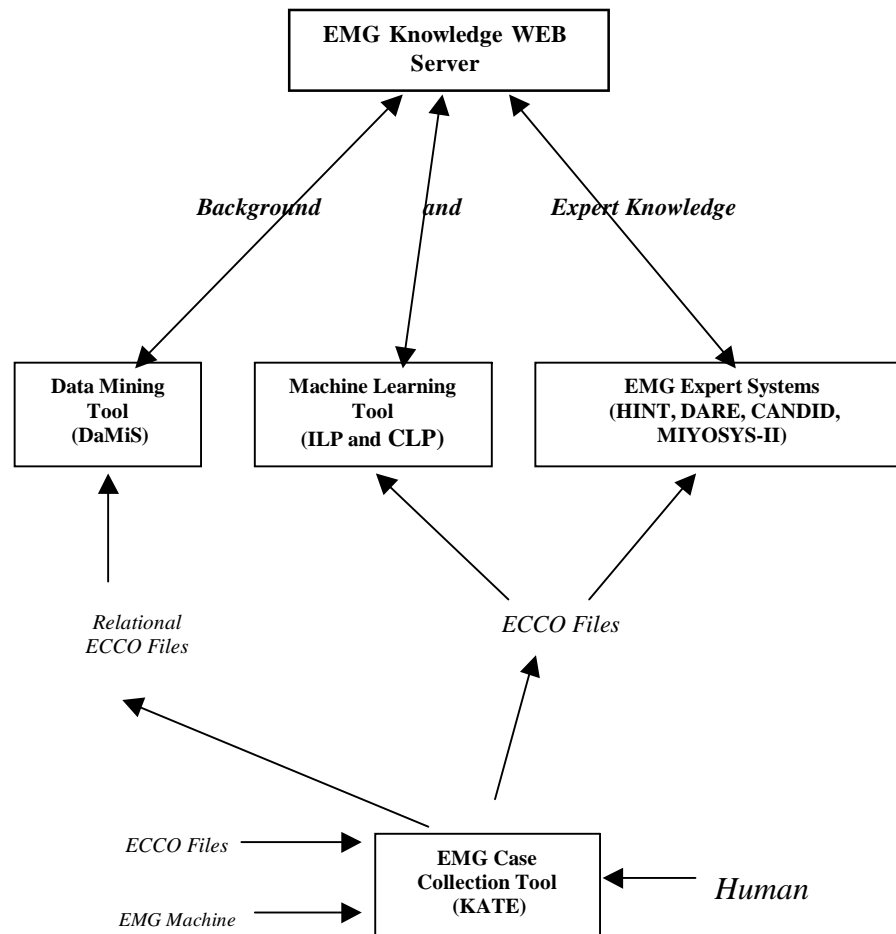 EMG Knowledge WEB
Server
Background and Expert Knowledge
Data Mining
Tool
(DaMiS)
Machine Learning
Tool
(ILP and CLP)
EMG Expert Systems
(HINT, DARE, CANDID,
MIYOSYS-II)
Relational
ECCO Files
ECCO Files
ECCO Files
EMG Machine
EMG Case
Collection Tool
(KATE)
Human